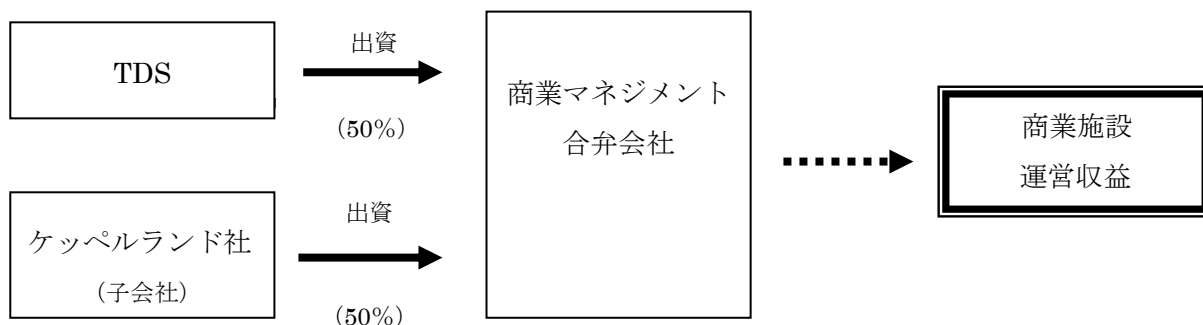 TDS
出資
（50%）
ケッペルランド社
（子会社）
出資
（50%）
商業マネジメント
合弁会社
商業施設
運営収益